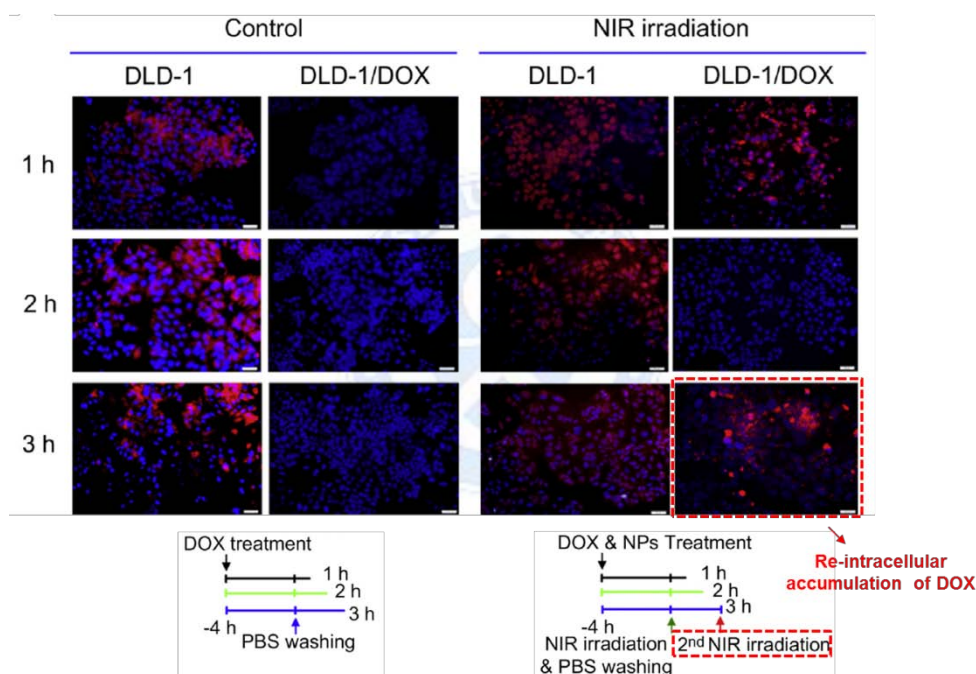 Control
NIR irradiation
DLD-1
DLD-1/DOX
DLD-1
DLD-1/DOX
1 h
2 h
3 h
DOX treatment
1 h
2 h
3 h
-4 h
PBS washing
DOX & NPs Treatment
1 h
2 h
3 h
-4 h
NIR irradiation
& PBS washing
2nd NIR irradiation
Re-intracellular
accumulation of DOX